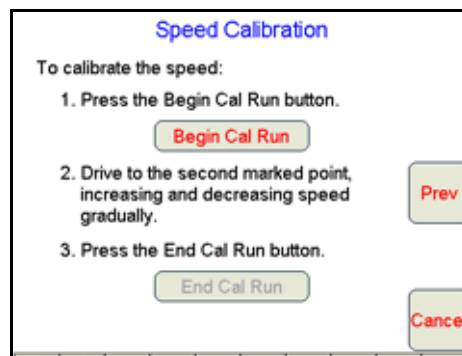 Speed Calibration
To calibrate the speed:
1. Press the Begin Cal Run button.
Begin Cal Run
2. Drive to the second marked point,
increasing and decreasing speed
gradually.
Prev
3. Press the End Cal Run button.
End Cal Run
Cance